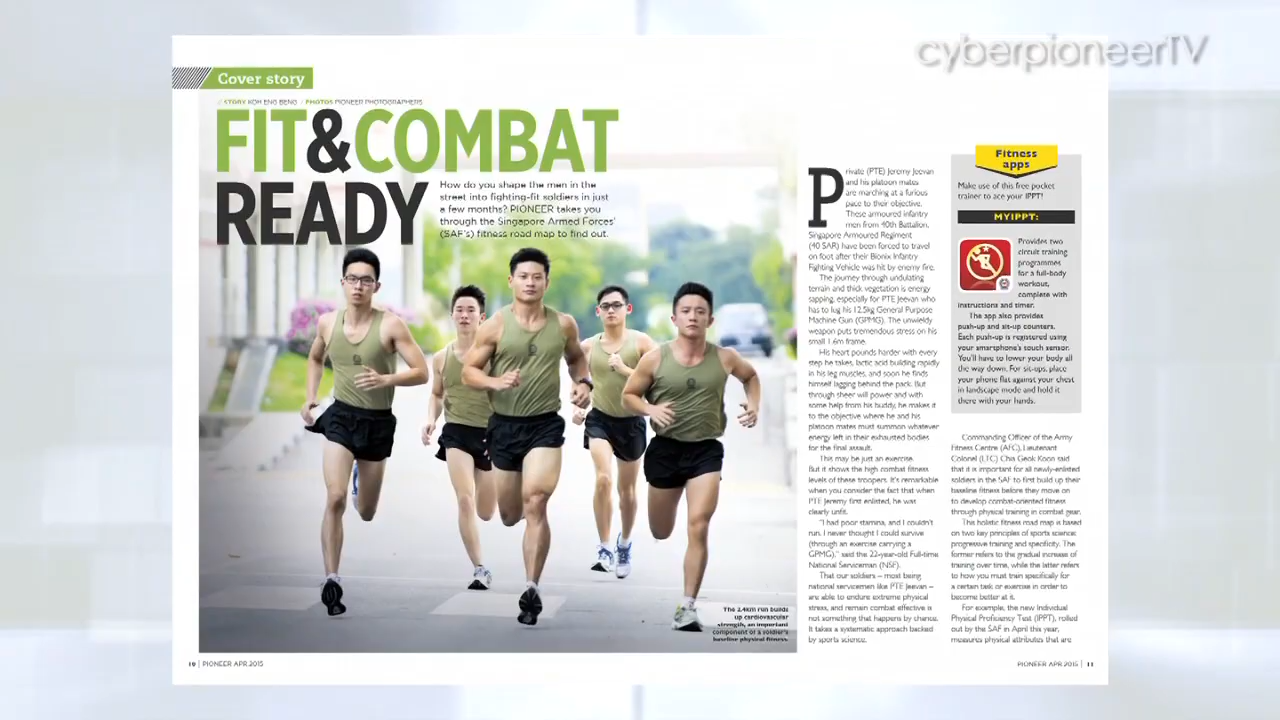 cyberpioneerTV
Cover story
/ STORY KOH ENG BENG / PHOTOS PIONEER PHOTOGRAPHERS
FIT&COMBAT
READY
How do you shape the men in the
street into fighting-fit soldiers in just
a few months? PIONEER takes you
through the Singapore Armed Forces'
(SAF's) fitness road map to find out.
The 2.4km run builds
up cardiovascular
strength, an important
component of a soldier's
baseline physical fitness.
Private (PTE) Jeremy Jeevan
and his platoon mates
are marching at a furious
pace to their objective.
These armoured infantry
men from 40th Battalion,
Singapore Armoured Regiment
(40 SAR) have been forced to travel
on foot after their Bionix Infantry
Fighting Vehicle was hit by enemy fire.
The journey through undulating
terrain and thick vegetation is energy
sapping, especially for PTE Jeevan who
has to lug his 12.5kg General Purpose
Machine Gun (GPMG). The unwieldy
weapon puts tremendous stress on his
small 1.6m frame.
His heart pounds harder with every
step he takes, lactic acid building rapidly
in his leg muscles, and soon he finds
himself lagging behind the pack. But
through sheer will power and with
some help from his buddy, he makes it
to the objective where he and his
platoon mates must summon whatever
energy left in their exhausted bodies
for the final assault.
This may be just an exercise.
But it shows the high combat fitness
levels of these troopers. It's remarkable
when you consider the fact that when
PTE Jeremy first enlisted, he was
clearly unfit.
"I had poor stamina, and I couldn't
run. I never thought I could survive
(through an exercise carrying a
GPMG)," said the 22-year-old Full-time
National Serviceman (NSF).
That our soldiers – most being
national servicemen like PTE Jeevan –
are able to endure extreme physical
stress, and remain combat effective is
not something that happens by chance.
It takes a systematic approach backed
by sports science.
Fitness
apps
Make use of this free pocket
trainer to ace your IPPT!
MYIPPT:
Provides two
circuit training
programmes
for a full-body
workout,
complete with
instructions and timer.
The app also provides
push-up and sit-up counters.
Each push-up is registered using
your smartphone's touch sensor.
You'll have to lower your body all
the way down. For sit-ups, place
your phone flat against your chest
in landscape mode and hold it
there with your hands.
Commanding Officer of the Army
Fitness Centre (AFC), Lieutenant
Colonel (LTC) Chia Geok Koon said
that it is important for all newly-enlisted
soldiers in the SAF to first build up their
baseline fitness before they move on
to develop combat-oriented fitness
through physical training in combat gear.
This holistic fitness road map is based
on two key principles of sports science:
progressive training and specificity. The
former refers to the gradual increase of
training over time, while the latter refers
to how you must train specifically for
a certain task or exercise in order to
become better at it.
For example, the new Individual
Physical Proficiency Test (IPPT), rolled
out by the SAF in April this year,
measures physical attributes that are
10 | PIONEER APR.2015
PIONEER APR.2015 | 11